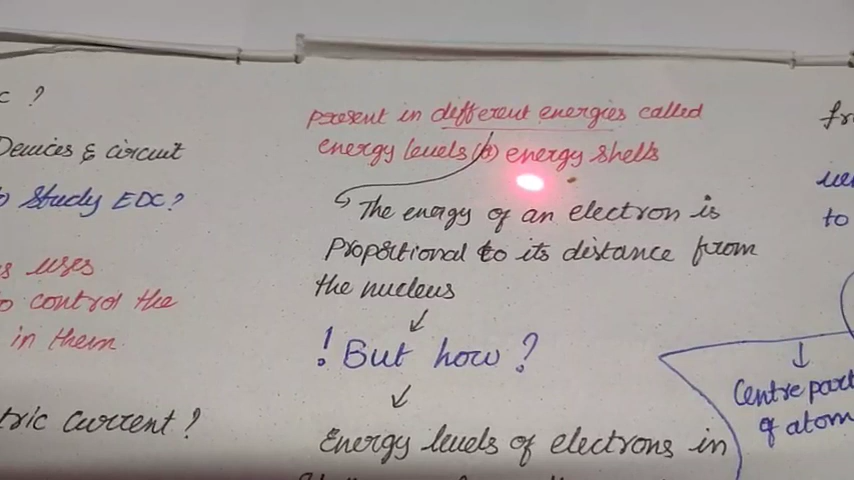 c ?
Devices & circuit
o Study EDC?
s uses
o control the
in them
tric Current?
present in different energies called
energy levels (or) energy shells
The energy of an electron is
proportional to its distance from
the nucleus
! But how ?
Energy levels of electrons in
fr
to
Centre part
of atom